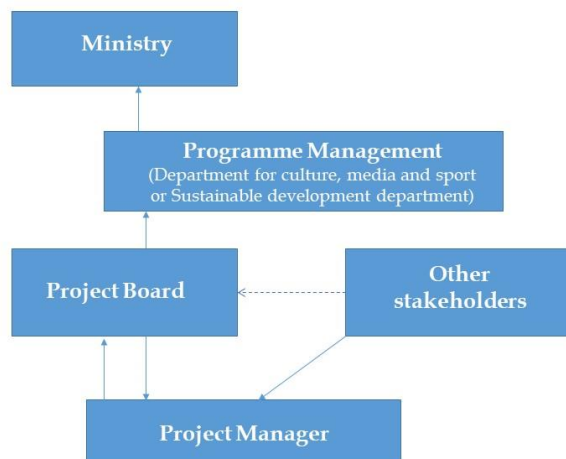 Ministry
Programme Management
(Department for culture, media and sport
or Sustainable development department)
Project Board
Other
stakeholders
Project Manager